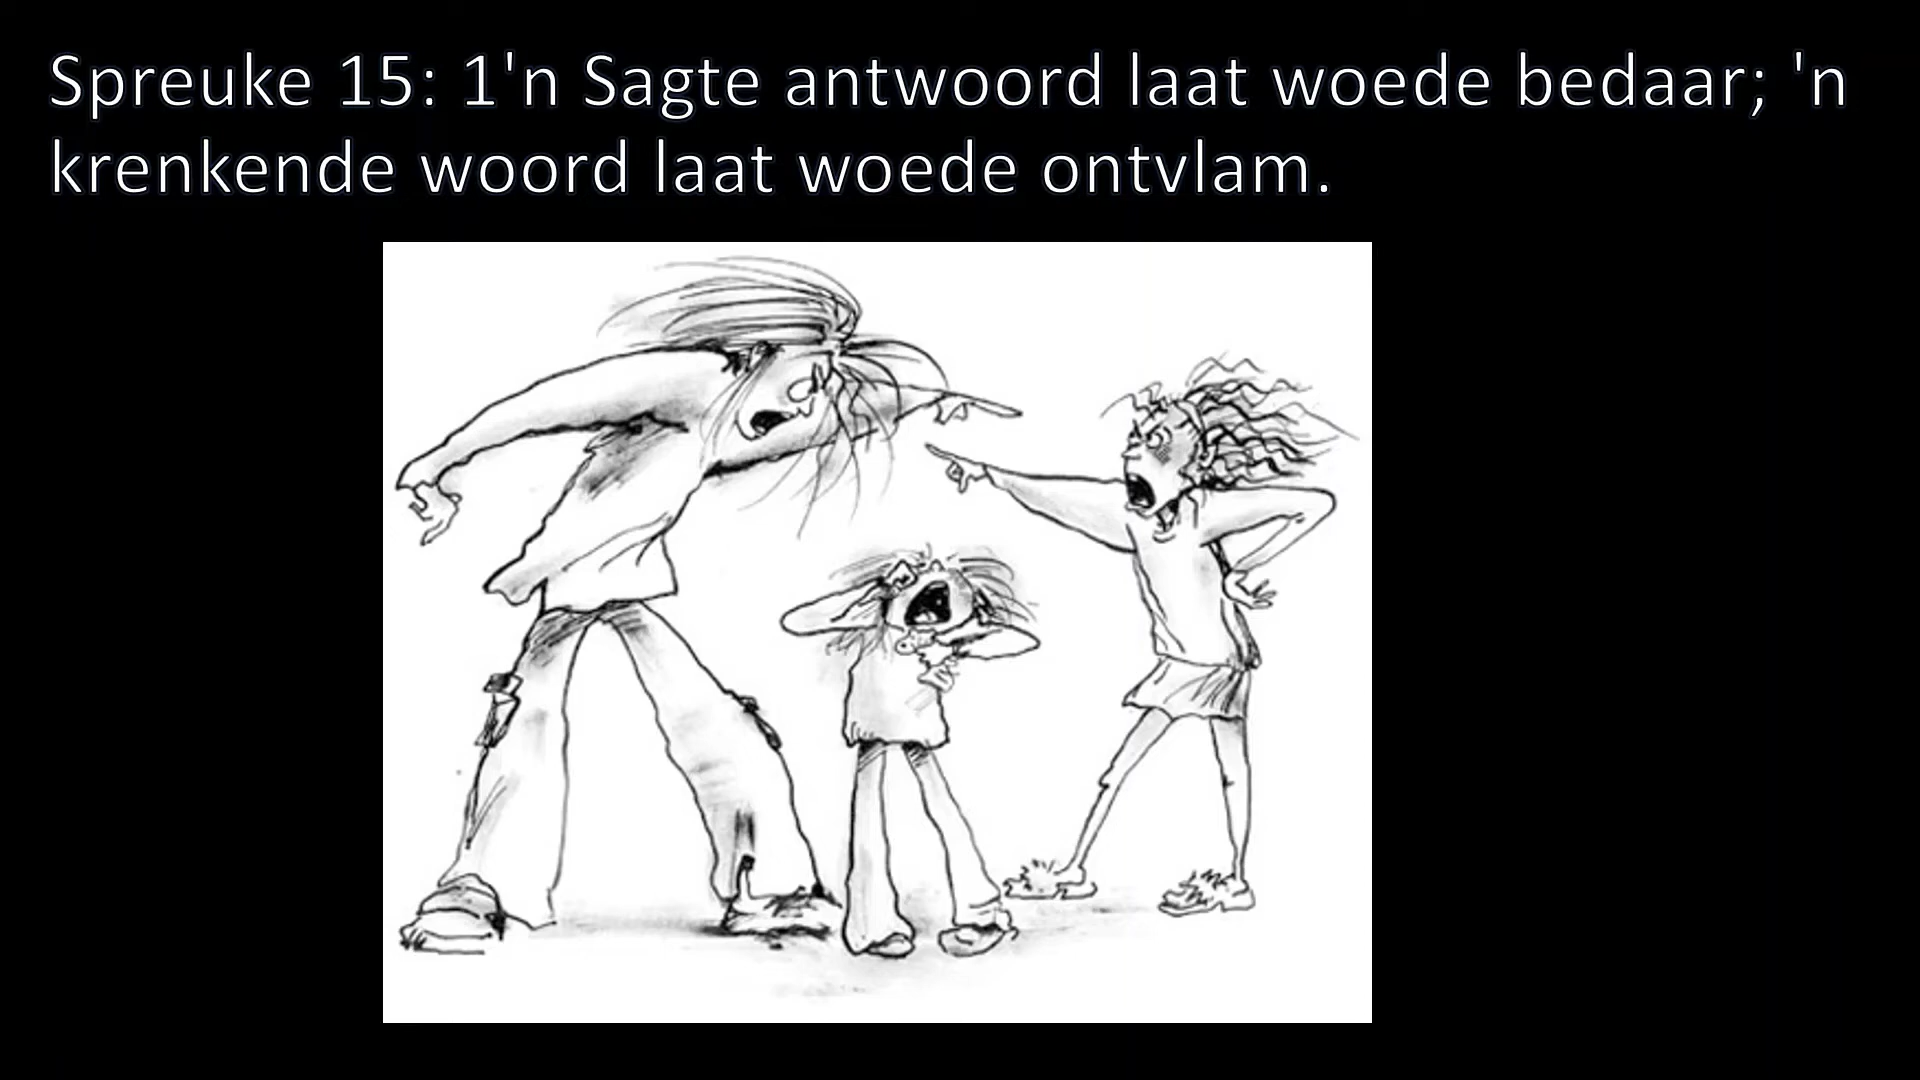 Spreuke 15: 1'n Sagte antwoord laat woede bedaar; 'n
krenkende woord laat woede ontvlam.